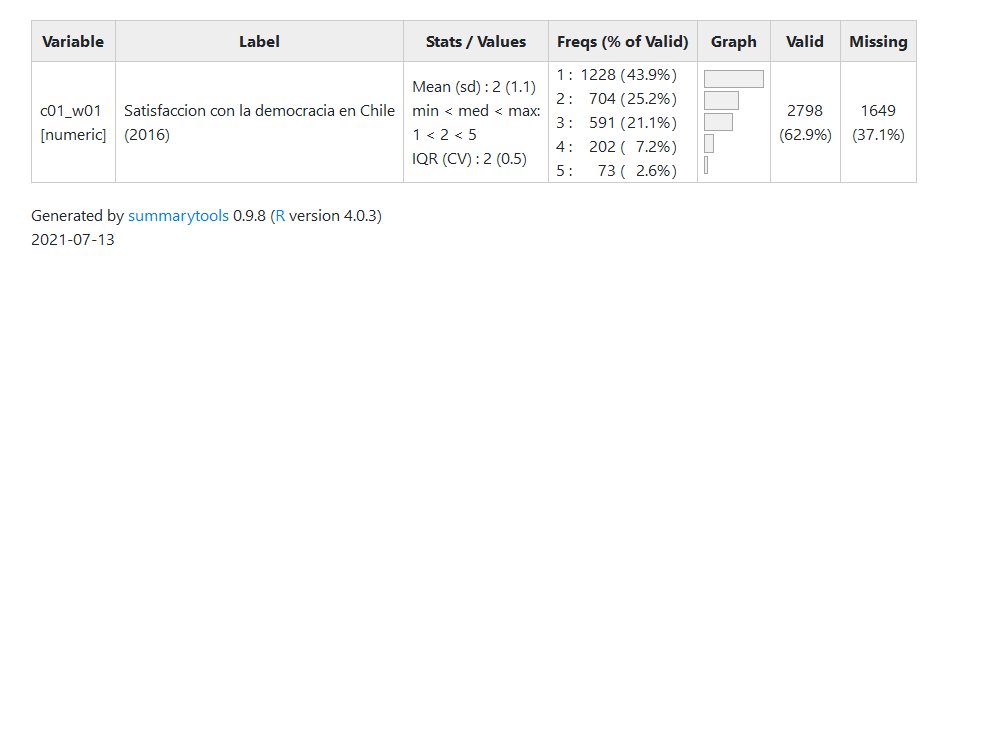 Variable Label Stats / Values Freqs (% of Valid) Graph Valid Missing
c01_w01
[numeric]
Satisfaccion con la democracia en Chile
(2016)
Mean (sd) : 2 (1.1)
min < med < max:
1 < 2 < 5
IQR (CV) : 2 (0.5)
1 : 1228 (43.9%)
2 : 704 (25.2%)
3 : 591 (21.1%)
4 : 202 ( 7.2%)
5 : 73 ( 2.6%)
2798
(62.9%)
1649
(37.1%)
Generated by summarytools 0.9.8 (R version 4.0.3)
2021-07-13